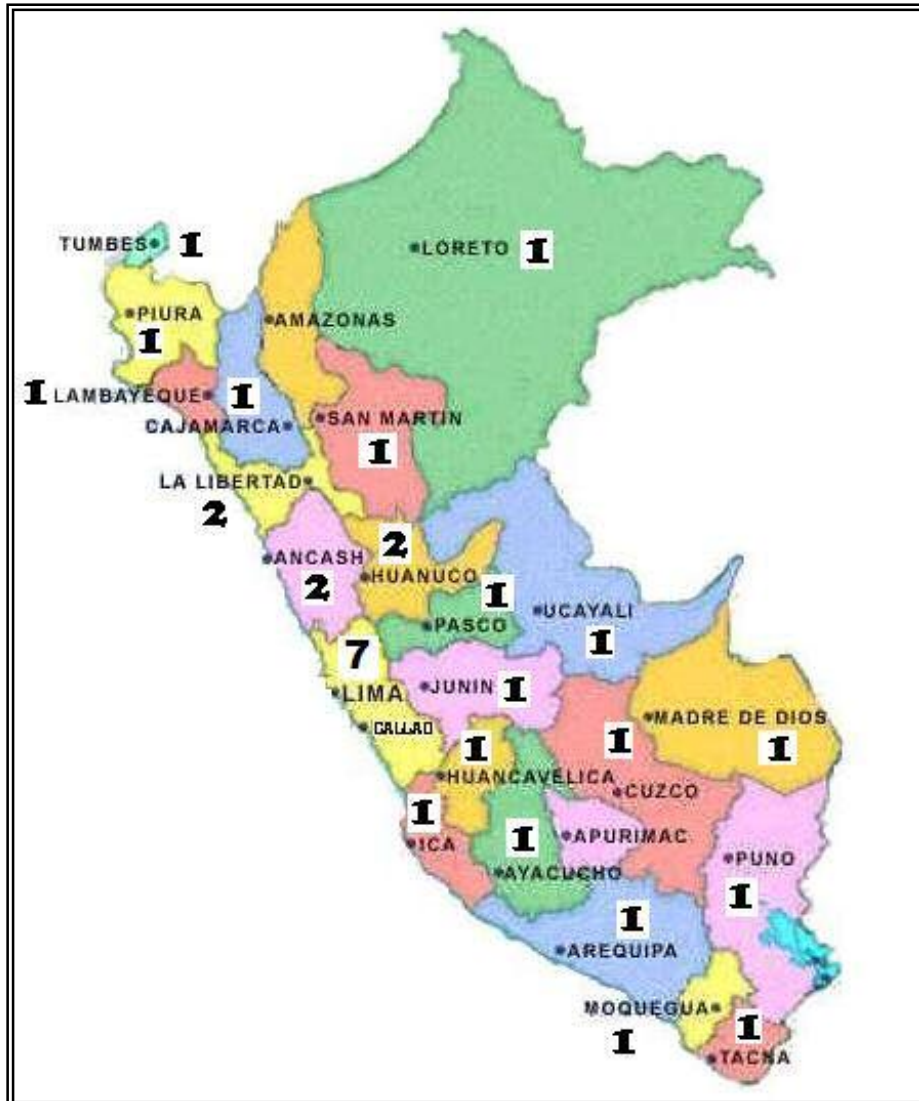 TUMBES 1
LORETO 1
PIURA
1
AMAZONAS
1 LAMBAYEQUE
1
CAJAMARCA
SAN MARTIN
1
LA LIBERTAD
2
ANCASH
2
2
HUANUCO
1
PASCO
UCAYALI
1
7
LIMA
JUNIN 1
CALLAO
MADRE DE DIOS
1
1
CUZCO
1
HUANCAVELICA
1
ICA
1
AYACUCHO
APURIMAC
PUNO
1
1
AREQUIPA
MOQUEGUA
1
1
TACNA